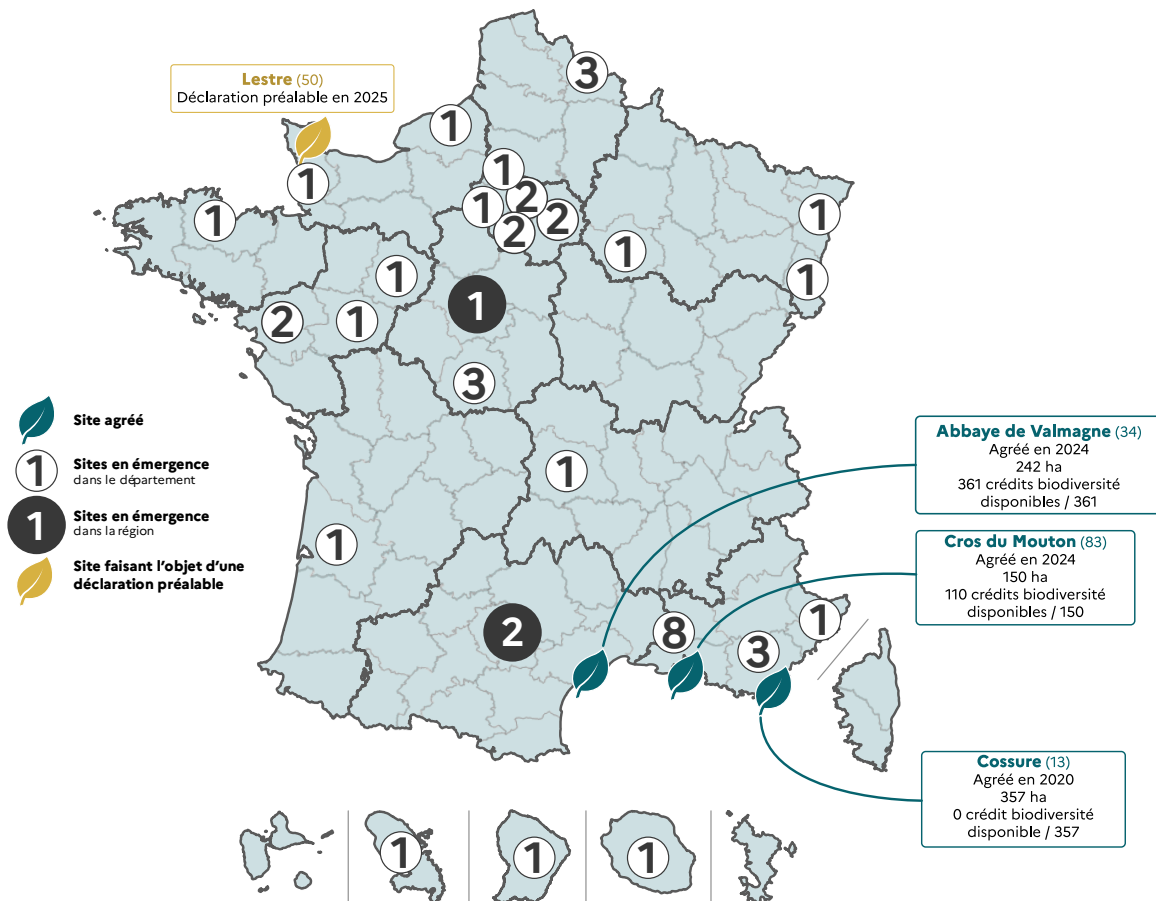 Lestre (50)
Déclaration préalable en 2025
3
1
1
1
2
1
2
2
1
1
1
1
1
1
2
1
3
Site agréé
1
Sites en émergence
dans le département
1
Sites en émergence
dans la région
Site faisant l’objet d’une
déclaration préalable
1
1
2
8
3
1
Abbaye de Valmagne (34)
Agréé en 2024
242 ha
361 crédits biodiversité
disponibles / 361
Cros du Mouton (83)
Agréé en 2024
150 ha
110 crédits biodiversité
disponibles / 150
Cossure (13)
Agréé en 2020
357 ha
0 crédit biodiversité
disponible / 357
1
1
1